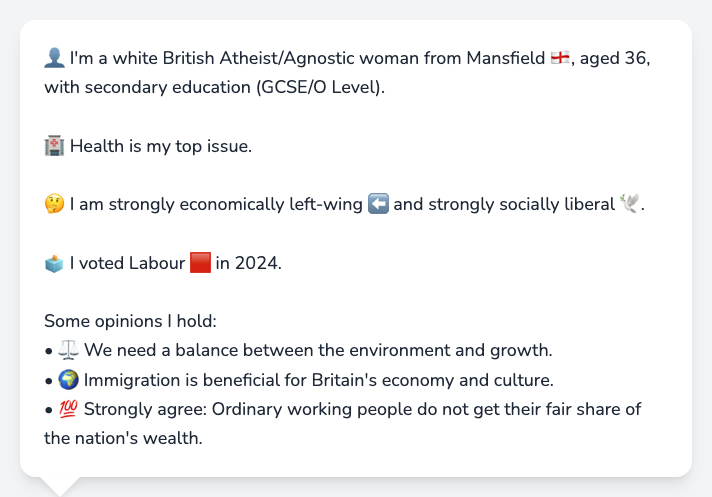 👤 I'm a white British Atheist/Agnostic woman from Mansfield 🏴󠁧󠁢󠁥󠁮󠁧󠁿, aged 36,
with secondary education (GCSE/O Level).
🏥 Health is my top issue.
🤔 I am strongly economically left-wing ⬅️ and strongly socially liberal 🕊️.
🗳️ I voted Labour 🟥 in 2024.
Some opinions I hold:
• ⚖️ We need a balance between the environment and growth.
• 🌍 Immigration is beneficial for Britain's economy and culture.
• 💯 Strongly agree: Ordinary working people do not get their fair share of
the nation's wealth.